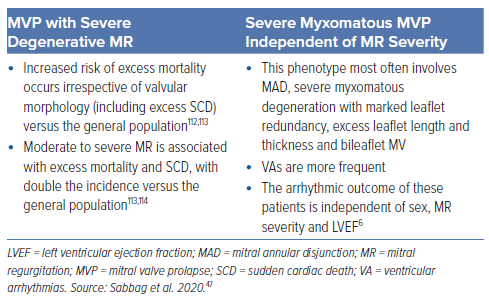 MVP with Severe
Degenerative MR
• Increased risk of excess mortality
occurs irrespective of valvular
morphology (including excess SCD)
versus the general population112,113
• Moderate to severe MR is associated
with excess mortality and SCD, with
double the incidence versus the
general population113,114
Severe Myxomatous MVP
Independent of MR Severity
• This phenotype most often involves
MAD, severe myxomatous
degeneration with marked leaflet
redundancy, excess leaflet length and
thickness and bileaflet MV
• VAs are more frequent
• The arrhythmic outcome of these
patients is independent of sex, MR
severity and LVEF6
LVEF = left ventricular ejection fraction; MAD = mitral annular disjunction; MR = mitral
regurgitation; MVP = mitral valve prolapse; SCD = sudden cardiac death; VA = ventricular
arrhythmias. Source: Sabbag et al. 2020.47